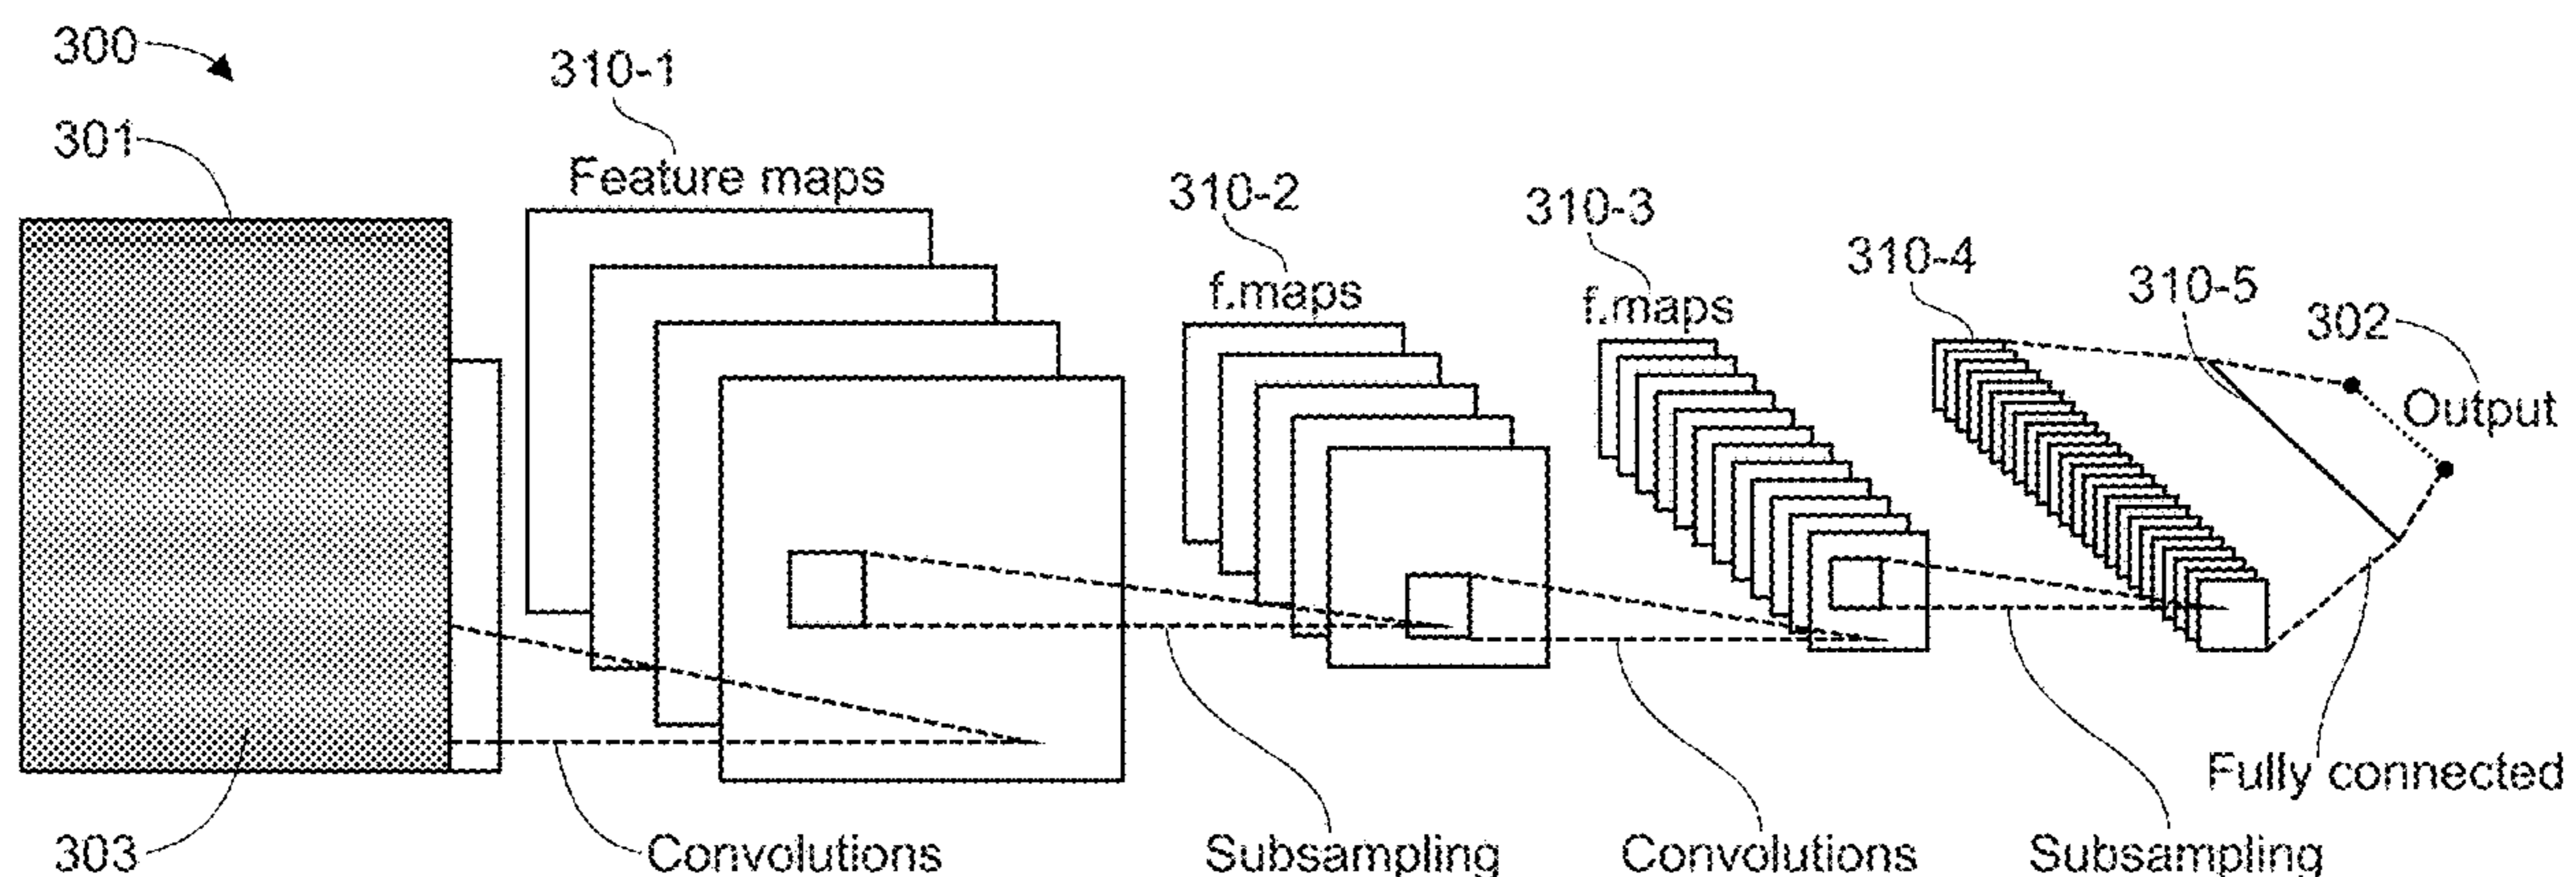 300
301
310-1
Feature maps
310-2
f.maps
310-3
f.maps
310-4
310-5
302
Output
303
Convolutions
Subsampling
Convolutions
Subsampling
Fully connected